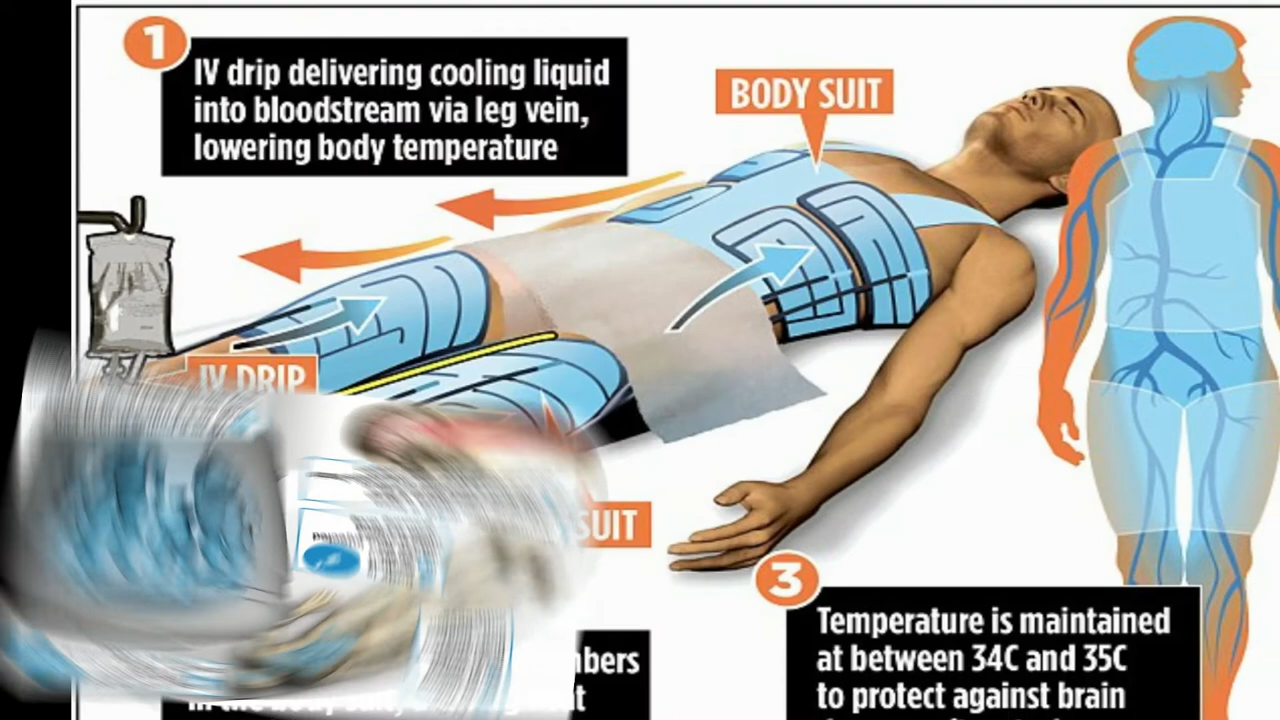 1
IV drip delivering cooling liquid
into bloodstream via leg vein,
lowering body temperature
BODY SUIT
IV DRIP
SUIT
3
Temperature is maintained
at between 34C and 35C
to protect against brain